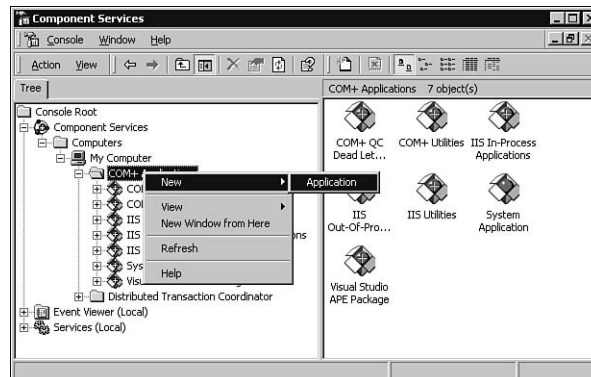 Component Services
Console Window Help
Action View
Tree
COM+ Applications 7 object(s)
Console Root
Component Services
Computers
My Computer
COM+
IIS
IIS
IIS
Distributed Transaction Coordinator
Event Viewer (Local)
Services (Local)
New
View
New Window from Here
Refresh
Help
Application
COM+ QC Dead Let...
COM+ Utilities
IIS In-Process Applications
IIS Out-Of-Pro...
IIS Utilities
System Application
Visual Studio APE Package